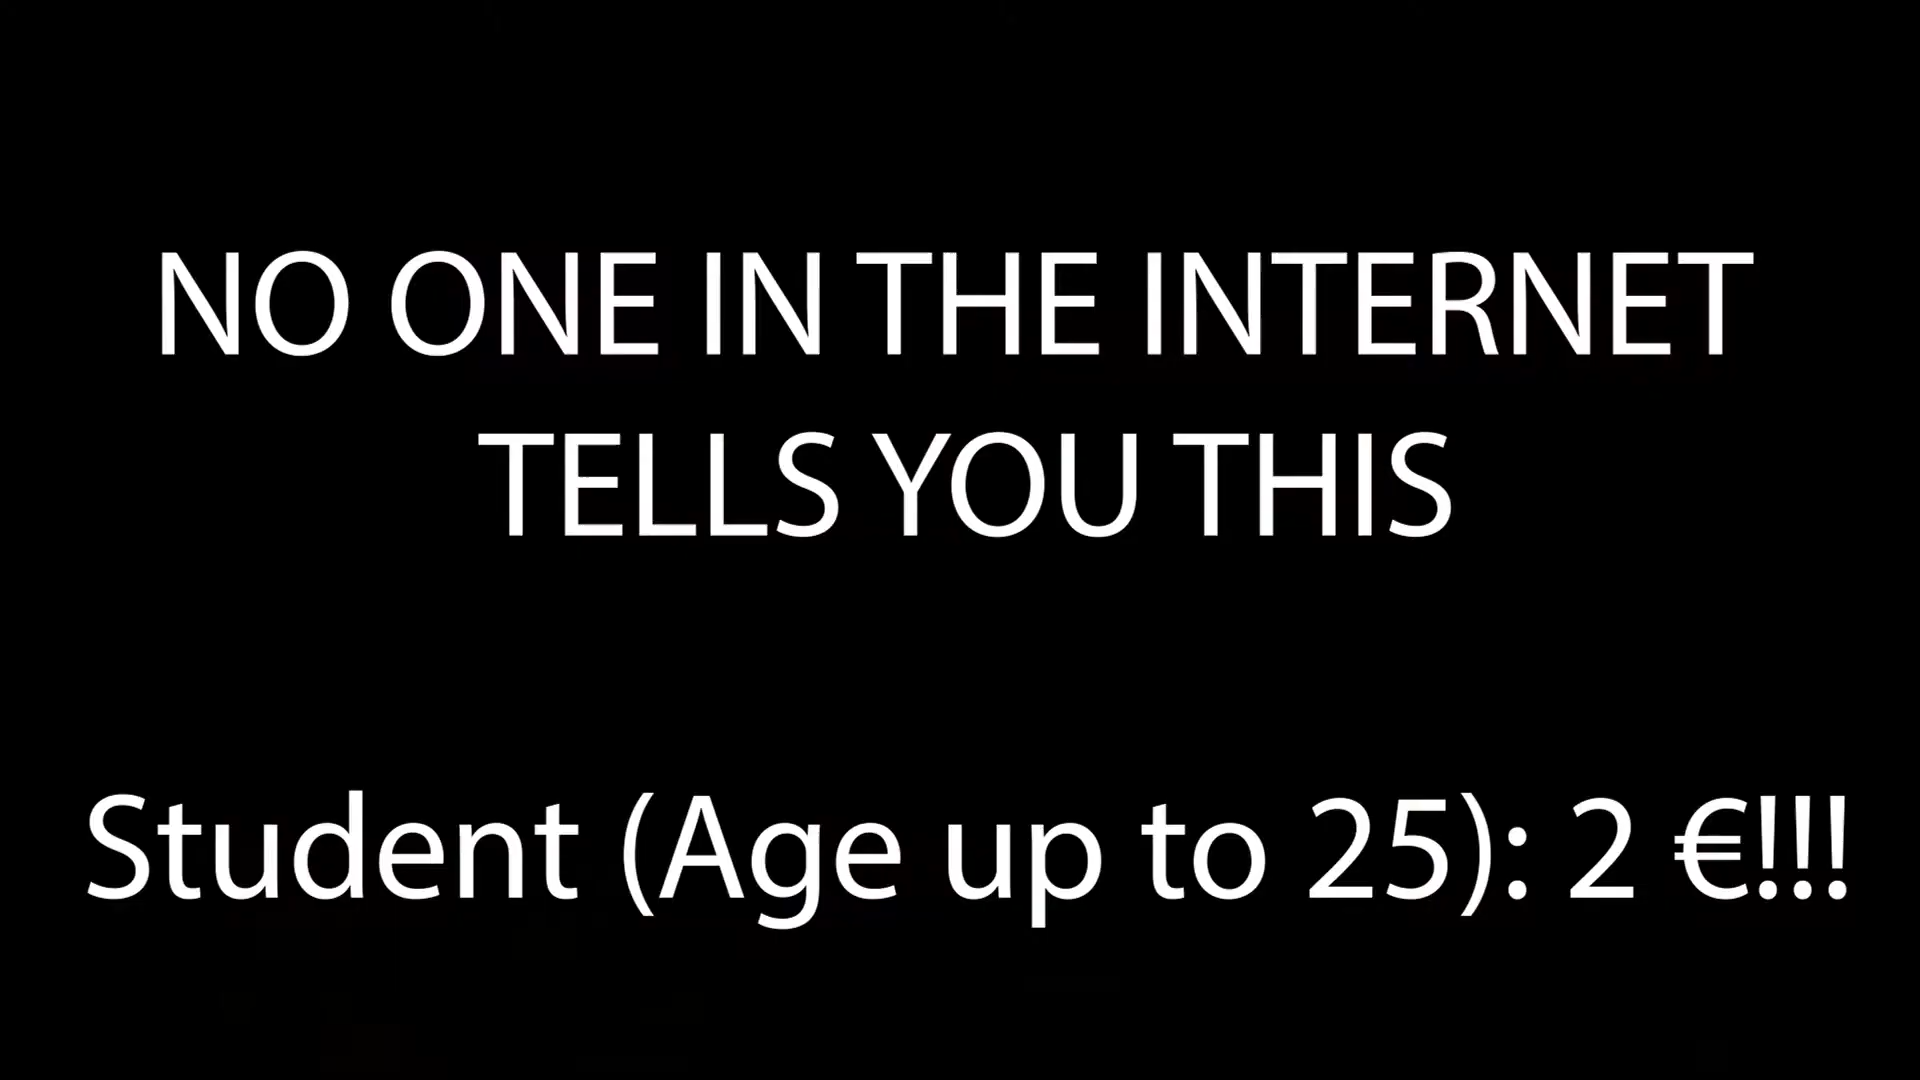 NO ONE IN THE INTERNET
TELLS YOU THIS
Student (Age up to 25): 2 €!!!